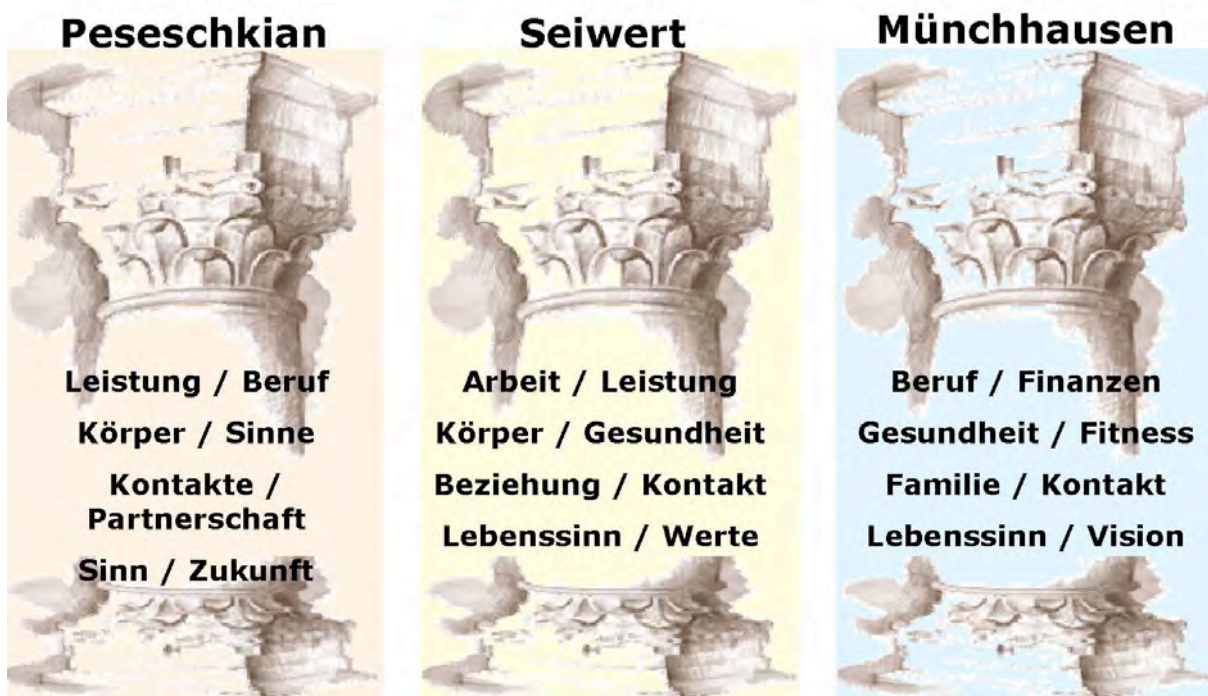 Peseschkian
Leistung / Beruf
Körper / Sinne
Kontakte /
Partnerschaft
Sinn / Zukunft
Seiwert
Arbeit / Leistung
Körper / Gesundheit
Beziehung / Kontakt
Lebenssinn / Werte
Münchhausen
Beruf / Finanzen
Gesundheit / Fitness
Familie / Kontakt
Lebenssinn / Vision